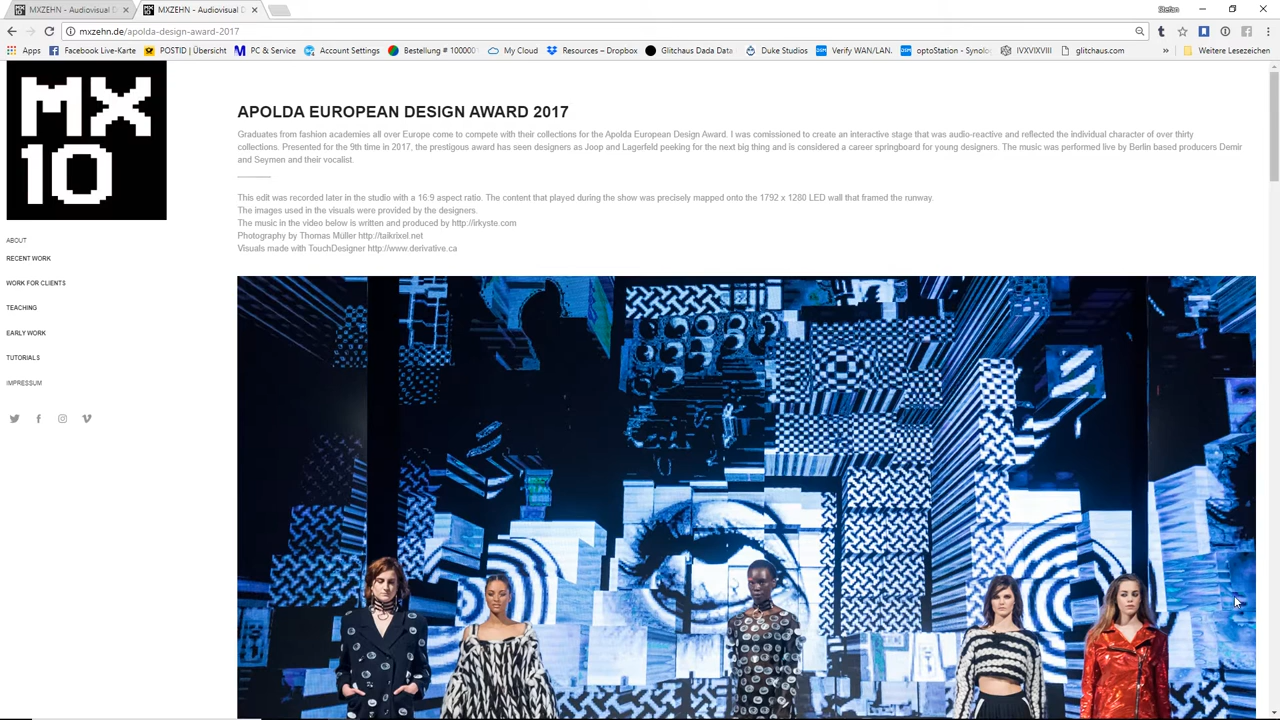 MXZEHN - Audiovisual D
MXZEHN - Audiovisual D
Stefan
mxzehn.de/apolda-design-award-2017
Apps
Facebook Live-Karte
POSTID | Übersicht
PC & Service
Account Settings
Bestellung # 100000
My Cloud
Resources – Dropbox
Glitchaus Daa Data
Duke Studios
Verfü WAN/LAN.
optoStation - Synolo
IVXVIXVIII
glitchaus.com
»
Weitere Lesezeichen
MX
10
APOLDA EUROPEAN DESIGN AWARD 2017
Graduates from fashion academies all over Europe come to compete with their collections for the Apolda European Design Award. I was comissioned to create an interactive stage that was audio-reactive and reflected the individual character of over thirty
collections. Presented for the 9th time in 2017, the prestigous award has seen designers as Joop and Lagerfeld peeking for the next big thing and is considered a career springboard for young designers. The music was performed live by Berlin based producers Demir
and Seymen and their vocalist.
This edit was recorded later in the studio with a 16:9 aspect ratio. The content that played during the show was precisely mapped onto the 1792 x 1280 LED wall that framed the runway.
The images used in the visuals were provided by the designers.
The music in the video below is written and produced by http://irkyste.com
Photography by Thomas Müller http://taikrixel.net
Visuals made with TouchDesigner http://www.derivative.ca
ABOUT
RECENT WORK
WORK FOR CLIENTS
TEACHING
EARLY WORK
TUTORIALS
IMPRESSUM